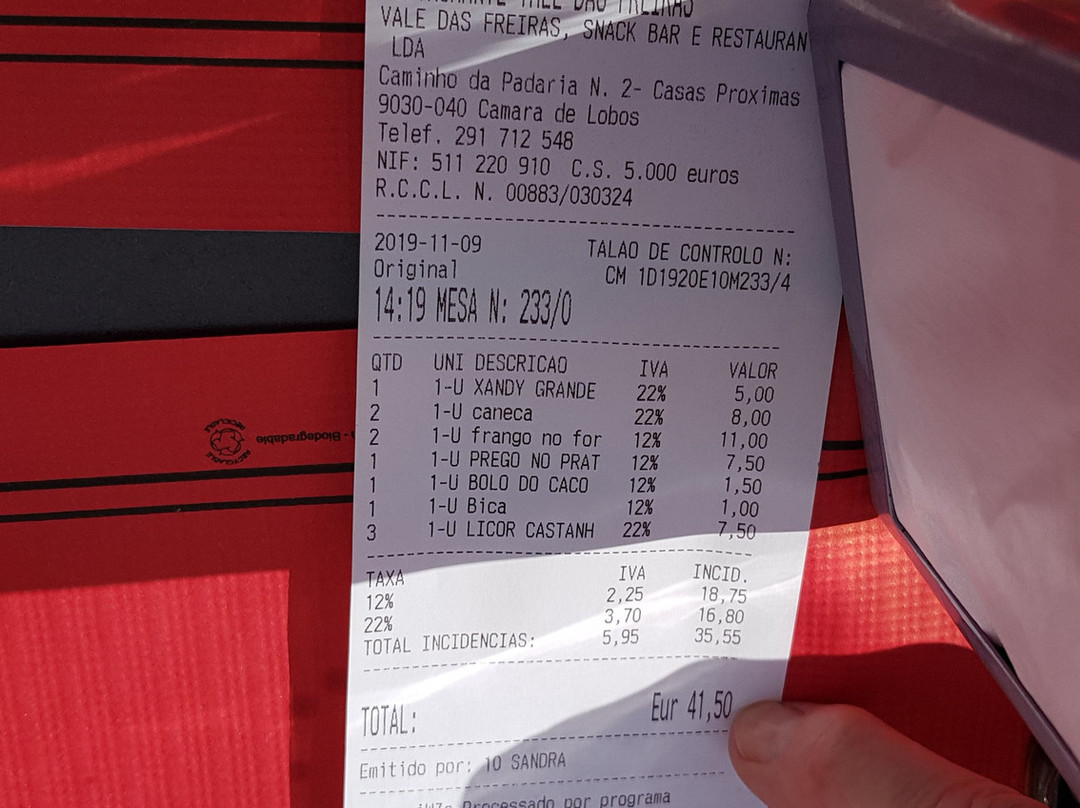 VALE DAS FREIRAS, SNACK BAR E RESTAURAN
LDA
Caminho da Padaria N. 2- Casas Proximas
9030-040 Camara de Lobos
Telef. 291 712 548
NIF: 511 220 910 C.S. 5.000 euros
R.C.C.L. N. 00883/030324
2019-11-09 TALAO DE CONTROLO N:
Original CM 1D1920E10M233/4
14:19 MESA N: 233/0
QTD UNI DESCRICAO IVA VALOR
1 1-U XANDY GRANDE 22% 5,00
2 1-U caneca 22% 8,00
2 1-U frango no for 12% 11,00
1 1-U PREGO NO PRAT 12% 7,50
1 1-U BOLO DO CACO 12% 1,50
1 1-U Bica 12% 1,00
3 1-U LICOR CASTANH 22% 7,50
TAXA IVA INCID.
12% 2,25 18,75
22% 3,70 16,80
TOTAL INCIDENCIAS: 5,95 35,55
TOTAL: Eur 41,50
Emitido por: 10 SANDRA
Processado por programa
RECYCLABLE
RECYCLABLE
- Biodegradable